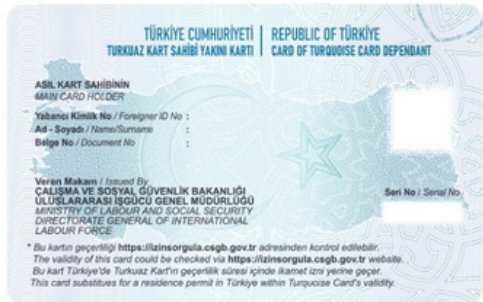 TÜRKİYE CUMHURİYETİ | REPUBLIC OF TÜRKİYE
TURKUAZ KART SAHİBİ YAKINI KARTI | CARD OF TURQUOISE CARD DEPENDANT
ASIL KART SAHİBİNİN
MAIN CARD HOLDER
Yabancı Kimlik No / Foreigner ID No :
Ad - Soyadı / Name/Surname :
Belge No / Document No :
Veren Makam / Issued By
ÇALIŞMA VE SOSYAL GÜVENLİK BAKANLIĞI
ULUSLARARASI İŞGÜCÜ GENEL MÜDÜRLÜĞÜ
MINISTRY OF LABOUR AND SOCIAL SECURITY
DIRECTORATE GENERAL OF INTERNATIONAL
LABOUR FORCE
Seri No / Serial No
* Bu kartın geçerliliği https://izinsorgula.csgb.gov.tr adresinden kontrol edilebilir.
The validity of this card could be checked via https://izinsorgula.csgb.gov.tr website.
Bu kart Türkiye'de Turkuaz Kart'ın geçerlilik süresi içinde ikamet izni yerine geçer.
This card substitutes for a residence permit in Türkiye within Turquoise Card's validity.